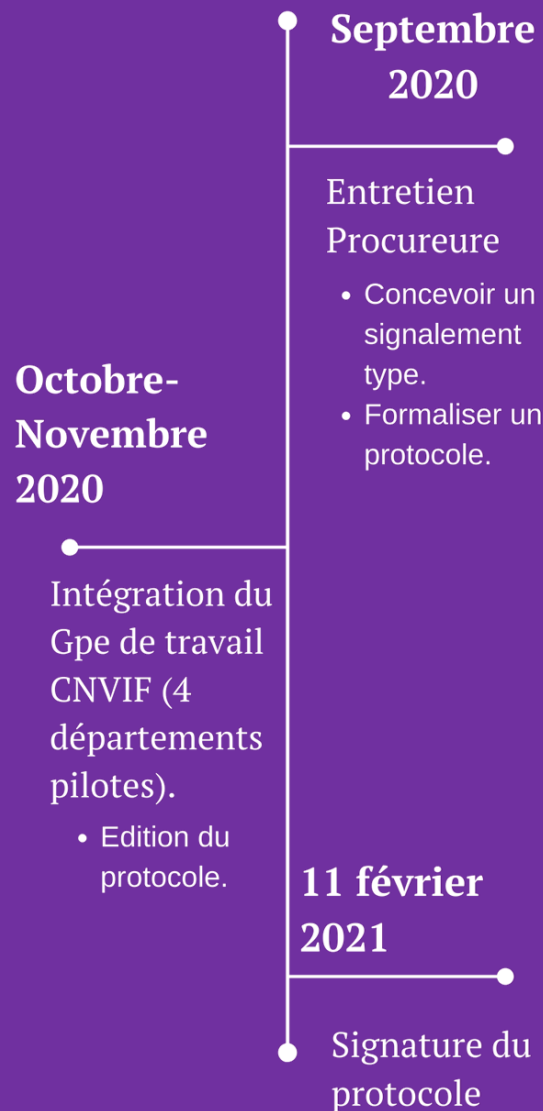 Septembre
2020
Entretien
Procureure
• Concevoir un
signalement
type.
• Formaliser un
protocole.
Octobre-
Novembre
2020
Intégration du
Gpe de travail
CNVIF (4
départements
pilotes).
• Edition du
protocole.
11 février
2021
Signature du
protocole